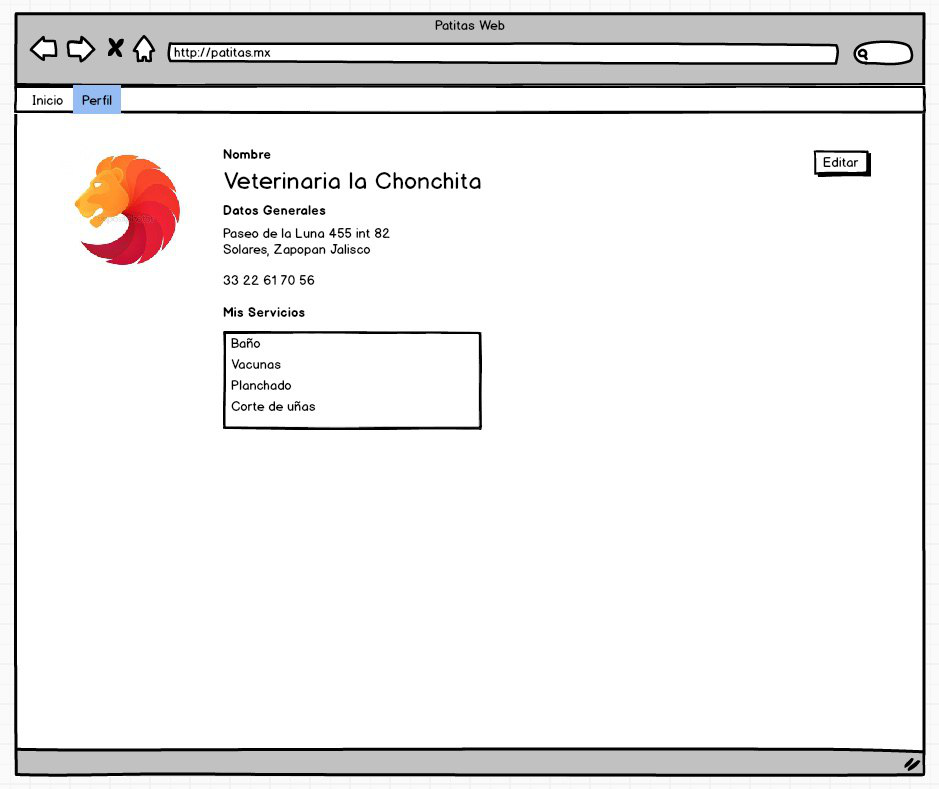 Patitas Web
http://patitas.mx
Inicio
Perfil
Nombre
Editar
Veterinaria la Chonchita
Datos Generales
Paseo de la Luna 455 int 82
Solares, Zapopan Jalisco
33 22 61 70 56
Mis Servicios
Baño
Vacunas
Planchado
Corte de uñas